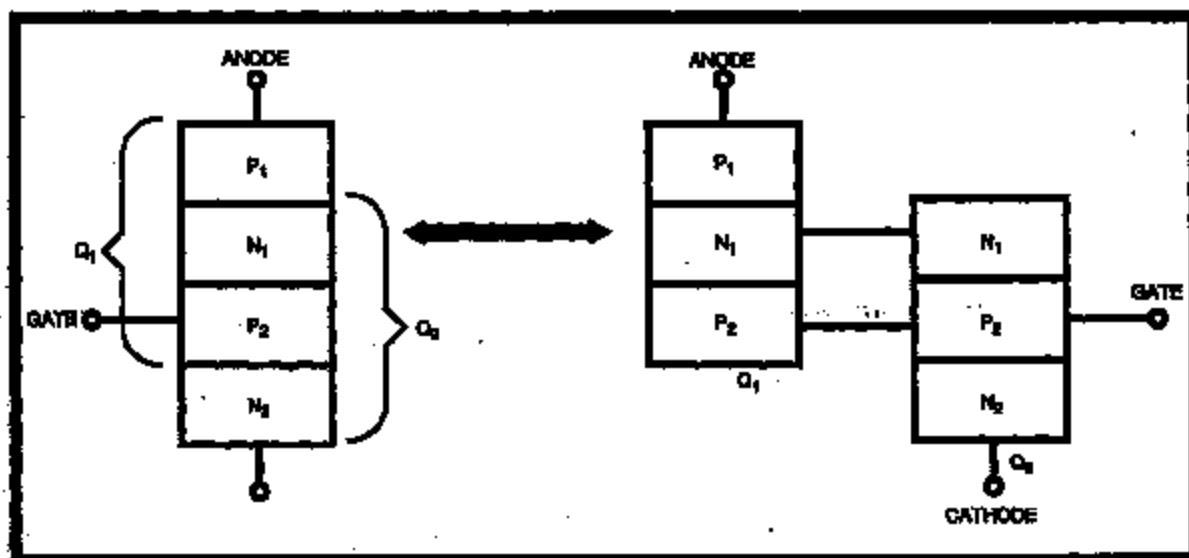 ANODE
P1
N1
P2
N2
Q1
GATE
Q2
ANODE
P1
N1
P2
Q1
N1
P2
N2
GATE
Q2
CATHODE